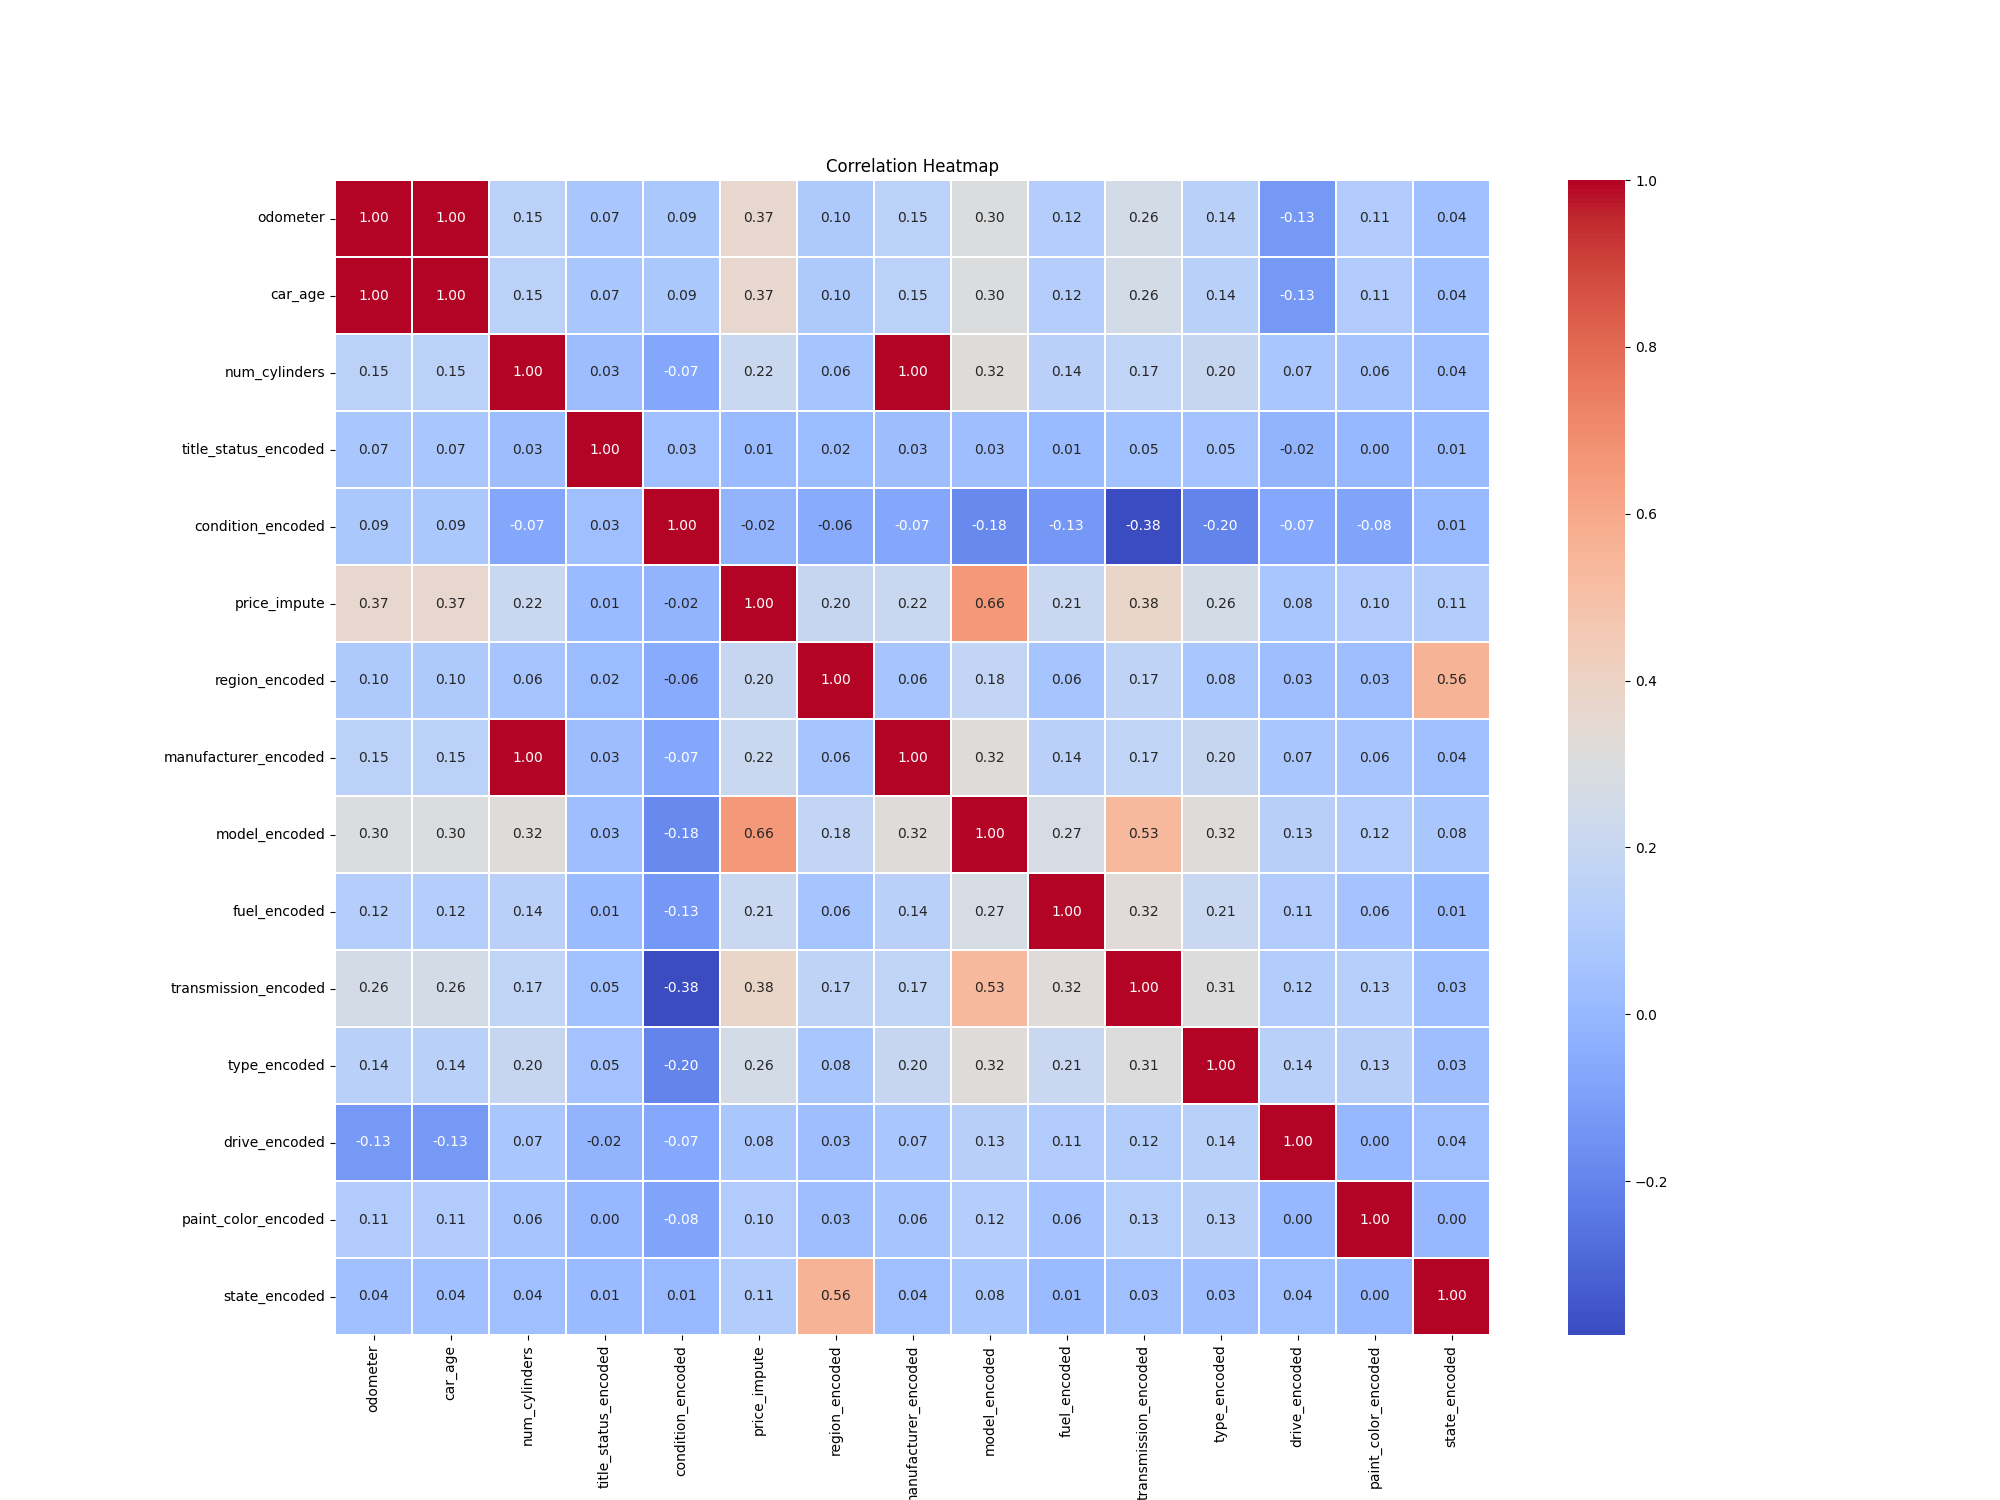 Correlation Heatmap
odometer 1.00 1.00 0.15 0.07 0.09 0.37 0.10 0.15 0.30 0.12 0.26 0.14 -0.13 0.11 0.04
car_age 1.00 1.00 0.15 0.07 0.09 0.37 0.10 0.15 0.30 0.12 0.26 0.14 -0.13 0.11 0.04
num_cylinders 0.15 0.15 1.00 0.03 -0.07 0.22 0.06 1.00 0.32 0.14 0.17 0.20 0.07 0.06 0.04
title_status_encoded 0.07 0.07 0.03 1.00 0.03 0.01 0.02 0.03 0.03 0.01 0.05 0.05 -0.02 0.00 0.01
condition_encoded 0.09 0.09 -0.07 0.03 1.00 -0.02 -0.06 -0.07 -0.18 -0.13 -0.38 -0.20 -0.07 -0.08 0.01
price_impute 0.37 0.37 0.22 0.01 -0.02 1.00 0.20 0.22 0.66 0.21 0.38 0.26 0.08 0.10 0.11
region_encoded 0.10 0.10 0.06 0.02 -0.06 0.20 1.00 0.06 0.18 0.06 0.17 0.08 0.03 0.03 0.56
manufacturer_encoded 0.15 0.15 1.00 0.03 -0.07 0.22 0.06 1.00 0.32 0.14 0.17 0.20 0.07 0.06 0.04
model_encoded 0.30 0.30 0.32 0.03 -0.18 0.66 0.18 0.32 1.00 0.27 0.53 0.32 0.13 0.12 0.08
fuel_encoded 0.12 0.12 0.14 0.01 -0.13 0.21 0.06 0.14 0.27 1.00 0.32 0.21 0.11 0.06 0.01
transmission_encoded 0.26 0.26 0.17 0.05 -0.38 0.38 0.17 0.17 0.53 0.32 1.00 0.31 0.12 0.13 0.03
type_encoded 0.14 0.14 0.20 0.05 -0.20 0.26 0.08 0.20 0.32 0.21 0.31 1.00 0.14 0.13 0.03
drive_encoded -0.13 -0.13 0.07 -0.02 -0.07 0.08 0.03 0.07 0.13 0.11 0.12 0.14 1.00 0.00 0.04
paint_color_encoded 0.11 0.11 0.06 0.00 -0.08 0.10 0.03 0.06 0.12 0.06 0.13 0.13 0.00 1.00 0.00
state_encoded 0.04 0.04 0.04 0.01 0.01 0.11 0.56 0.04 0.08 0.01 0.03 0.03 0.04 0.00 1.00
odometer
car_age
num_cylinders
title_status_encoded
condition_encoded
price_impute
region_encoded
anufacturer_encoded
model_encoded
fuel_encoded
transmission_encoded
type_encoded
drive_encoded
paint_color_encoded
state_encoded
1.0
0.8
0.6
0.4
0.2
0.0
−0.2